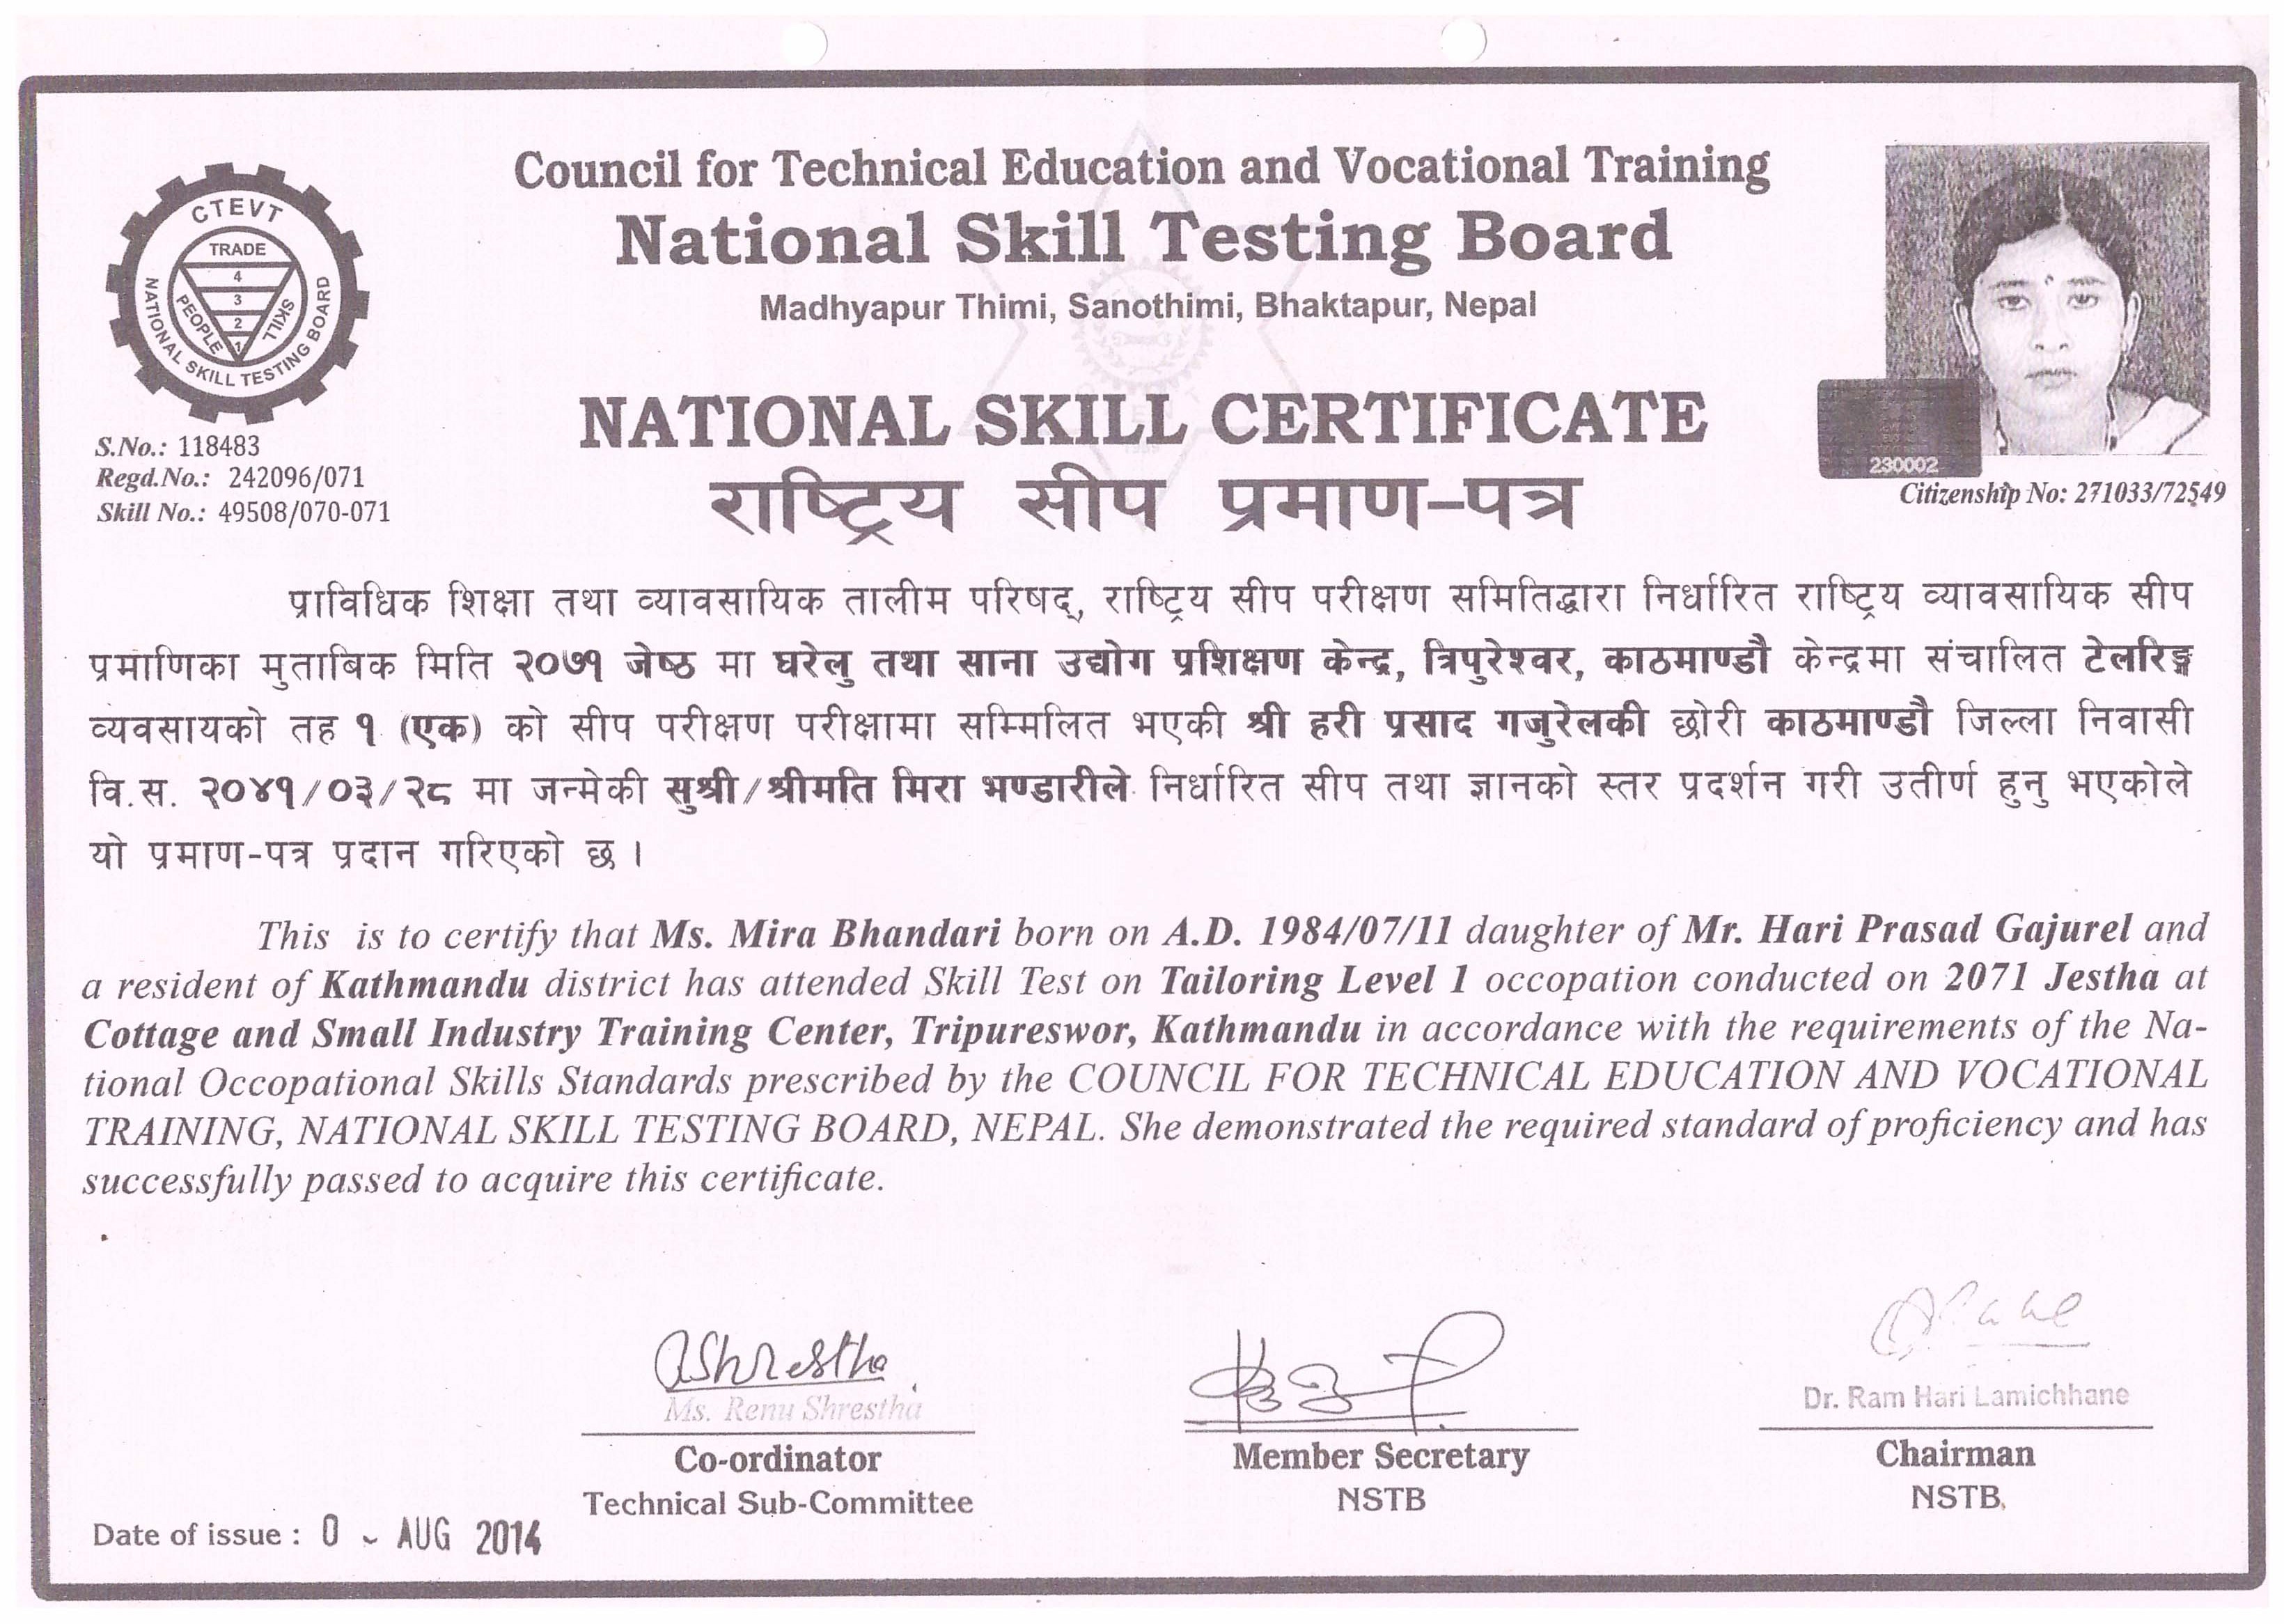 Council for Technical Education and Vocational Training
National Skill Testing Board
Madhyapur Thimi, Sanothimi, Bhaktapur, Nepal
CTEVT
NATIONAL SKILL TESTING BOARD
TRADE
PEOPLE
SKILL
4
3
2
1
NATIONAL SKILL CERTIFICATE
राष्ट्रिय सीप प्रमाण-पत्र
S.No.: 118483
Regd.No.: 242096/071
Skill No.: 49508/070-071
230002
Citizenship No: 271033/72549
प्राविधिक शिक्षा तथा व्यावसायिक तालीम परिषद्, राष्ट्रिय सीप परीक्षण समितिद्धारा निर्धारित राष्ट्रिय व्यावसायिक सीप
प्रमाणिका मुताबिक मिति २०७१ जेष्ठ मा घरेलु तथा साना उद्योग प्रशिक्षण केन्द्र, त्रिपुरेश्वर, काठमाण्डौ केन्द्रमा संचालित टेलरिङ्ग
व्यवसायको तह १ (एक) को सीप परीक्षण परीक्षामा सम्मिलित भएकी श्री हरी प्रसाद गजुरेलकी छोरी काठमाण्डौ जिल्ला निवासी
वि.स. २०४१/०३/२८ मा जन्मेकी सुश्री/श्रीमति मिरा भण्डारीले निर्धारित सीप तथा ज्ञानको स्तर प्रदर्शन गरी उतीर्ण हुनु भएकोले
यो प्रमाण-पत्र प्रदान गरिएको छ ।
This is to certify that Ms. Mira Bhandari born on A.D. 1984/07/11 daughter of Mr. Hari Prasad Gajurel and
a resident of Kathmandu district has attended Skill Test on Tailoring Level 1 occopation conducted on 2071 Jestha at
Cottage and Small Industry Training Center, Tripureswor, Kathmandu in accordance with the requirements of the Na-
tional Occopational Skills Standards prescribed by the COUNCIL FOR TECHNICAL EDUCATION AND VOCATIONAL
TRAINING, NATIONAL SKILL TESTING BOARD, NEPAL. She demonstrated the required standard of proficiency and has
successfully passed to acquire this certificate.
Ms. Renu Shrestha
Co-ordinator
Technical Sub-Committee
Member Secretary
NSTB
Dr. Ram Hari Lamichhane
Chairman
NSTB
Date of issue : 0 - AUG 2014